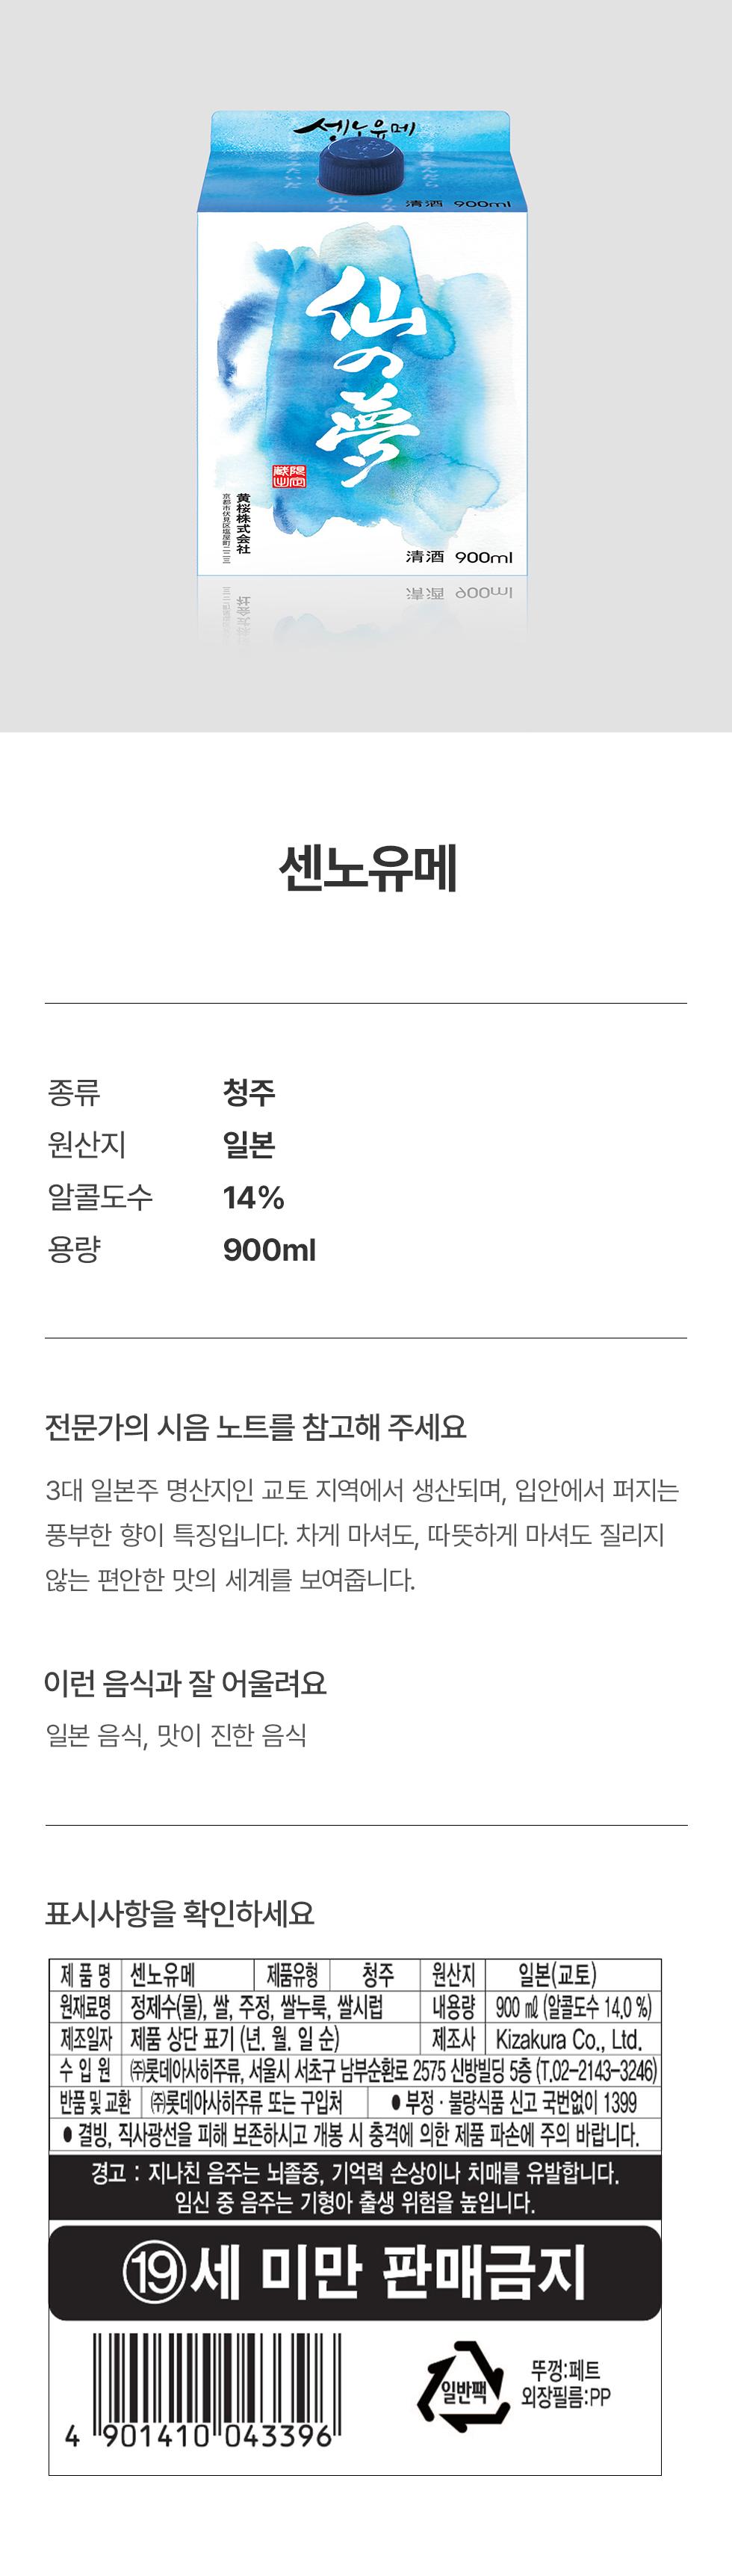 센노유메
清酒 900ml
仙の夢
黄桜株式会社
清酒 900ml
센노유메
종류 청주
원산지 일본
알콜도수 14%
용량 900ml
전문가의 시음 노트를 참고해 주세요
3대 일본주 명산지인 교토 지역에서 생산되며, 입안에서 퍼지는
풍부한 향이 특징입니다. 차게 마셔도, 따뜻하게 마셔도 질리지
않는 편안한 맛의 세계를 보여줍니다.
이런 음식과 잘 어울려요
일본 음식, 맛이 진한 음식
표시사항을 확인하세요
제 품 명 센노유메 제품유형 청주 원산지 일본(교토)
원재료명 정제수(물), 쌀, 주정, 쌀누룩, 쌀시럽 내용량 900 ㎖ (알콜도수 14.0 %)
제조일자 제품 상단 표기 (년. 월. 일 순) 제조사 Kizakura Co., Ltd.
수 입 원 ㈜롯데아사히주류, 서울시 서초구 남부순환로 2575 신방빌딩 5층 (T.02-2143-3246)
반품 및 교환 ㈜롯데아사히주류 또는 구입처 ● 부정 · 불량식품 신고 국번없이 1399
● 결빙, 직사광선을 피해 보존하시고 개봉 시 충격에 의한 제품 파손에 주의 바랍니다.
경고 : 지나친 음주는 뇌졸중, 기억력 손상이나 치매를 유발합니다.
임신 중 음주는 기형아 출생 위험을 높입니다.
⑲세 미만 판매금지
일반팩
뚜껑:페트
외장필름:PP
4 901410 043396